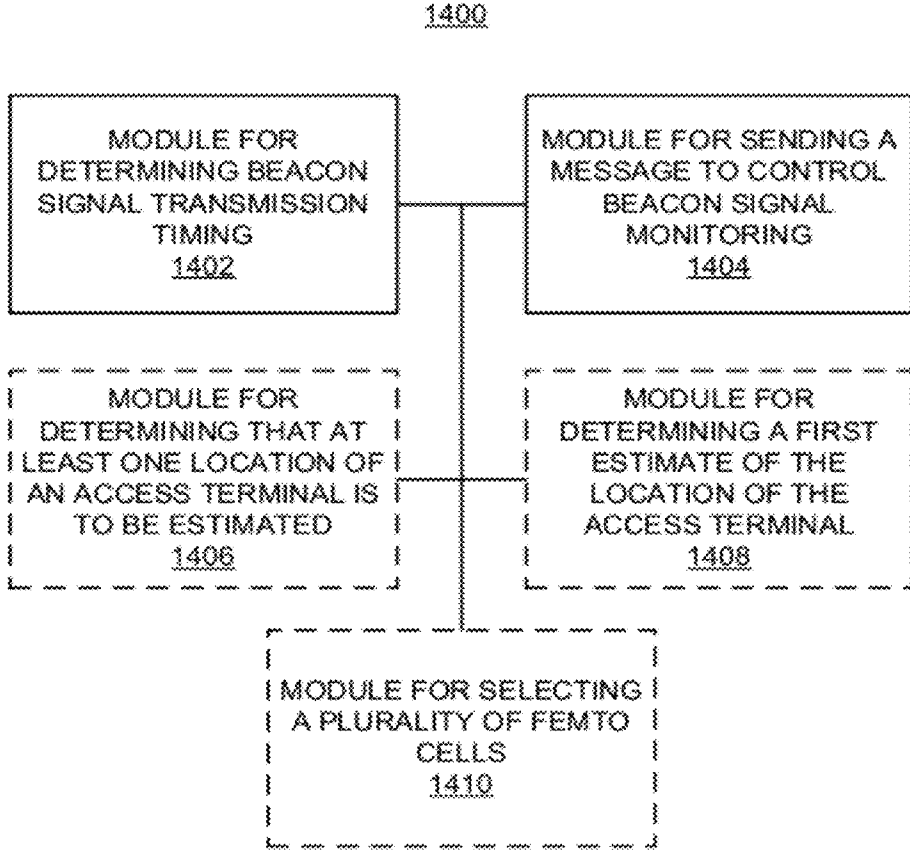 1400
MODULE FOR
DETERMINING BEACON
SIGNAL TRANSMISSION
TIMING
1402
MODULE FOR SENDING A
MESSAGE TO CONTROL
BEACON SIGNAL
MONITORING
1404
MODULE FOR
DETERMINING THAT AT
LEAST ONE LOCATION OF
AN ACCESS TERMINAL IS
TO BE ESTIMATED
1406
MODULE FOR
DETERMINING A FIRST
ESTIMATE OF THE
LOCATION OF THE
ACCESS TERMINAL
1408
MODULE FOR SELECTING
A PLURALITY OF FEMTO
CELLS
1410